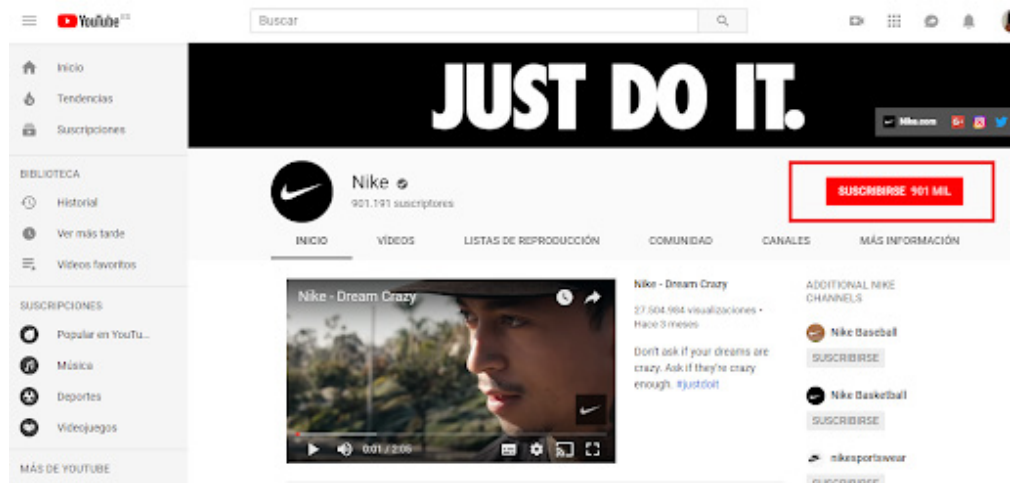 YouTube ES
Buscar
Inicio
Tendencias
Suscripciones
BIBLIOTECA
Historial
Ver más tarde
Vídeos favoritos
SUSCRIPCIONES
Popular en YouTu...
Música
Deportes
Videojuegos
MÁS DE YOUTUBE
JUST DO IT.
Nike.com
Nike
901.191 suscriptores
SUSCRIBIRSE 901 MIL
INICIO VÍDEOS LISTAS DE REPRODUCCIÓN COMUNIDAD CANALES MÁS INFORMACIÓN
Nike - Dream Crazy
0:01 / 2:05
Nike - Dream Crazy
27.504.984 visualizaciones •
Hace 3 meses
Don't ask if your dreams are
crazy. Ask if they're crazy
enough. #justdoit
ADDITIONAL NIKE
CHANNELS
Nike Baseball
SUSCRIBIRSE
Nike Basketball
SUSCRIBIRSE
nikesportswear
SUSCRIBIRSE